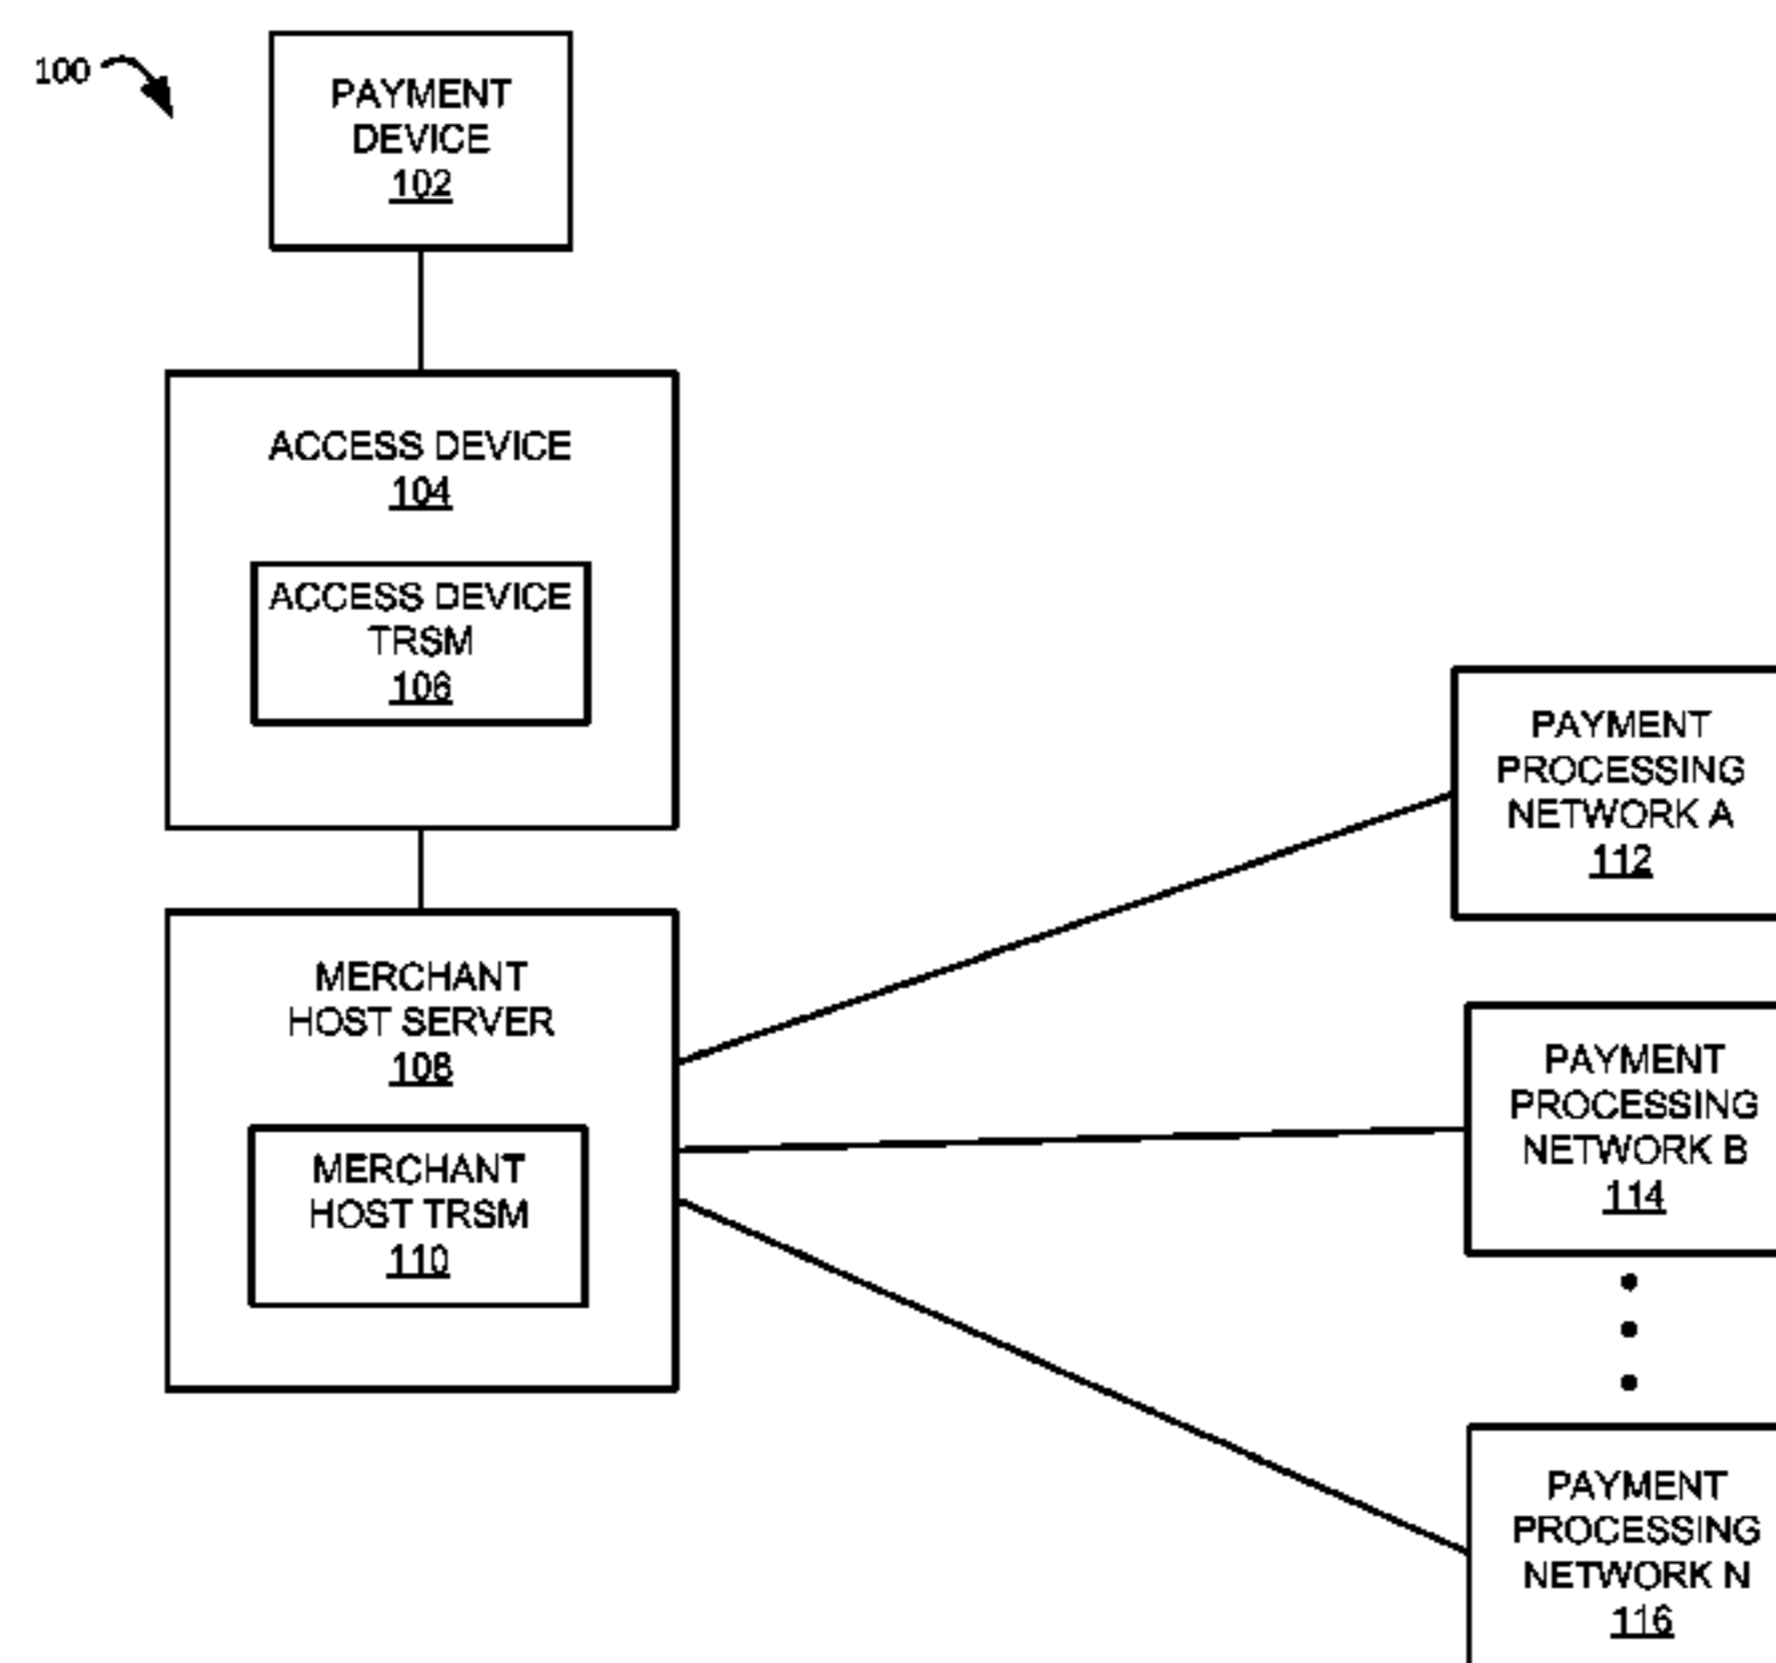 100
PAYMENT
DEVICE
102
ACCESS DEVICE
104
ACCESS DEVICE
TRSM
106
MERCHANT
HOST SERVER
108
MERCHANT
HOST TRSM
110
PAYMENT
PROCESSING
NETWORK A
112
PAYMENT
PROCESSING
NETWORK B
114
PAYMENT
PROCESSING
NETWORK N
116